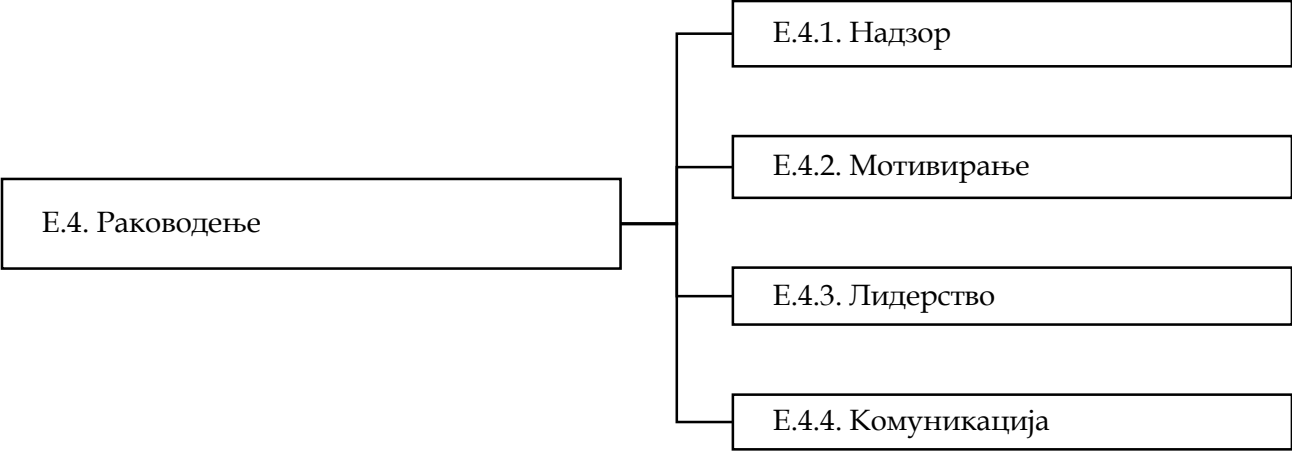 Е.4. Раководење
Е.4.1. Надзор
Е.4.2. Мотивирање
Е.4.3. Лидерство
Е.4.4. Комуникација